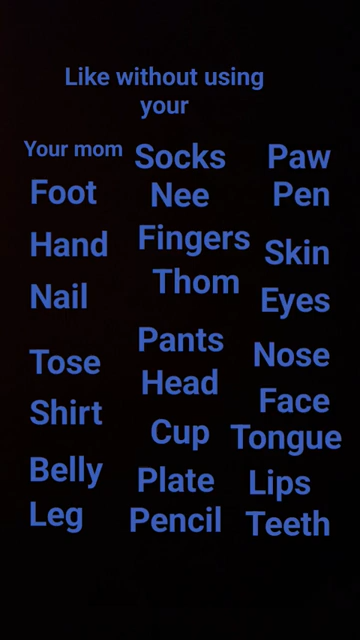 Like without using
your
Your mom Socks Paw
Foot Nee Pen
Hand Fingers Skin
Nail Thom Eyes
Tose Pants Nose
Shirt Head Face
Belly Cup Tongue
Leg Plate Lips
Pencil Teeth